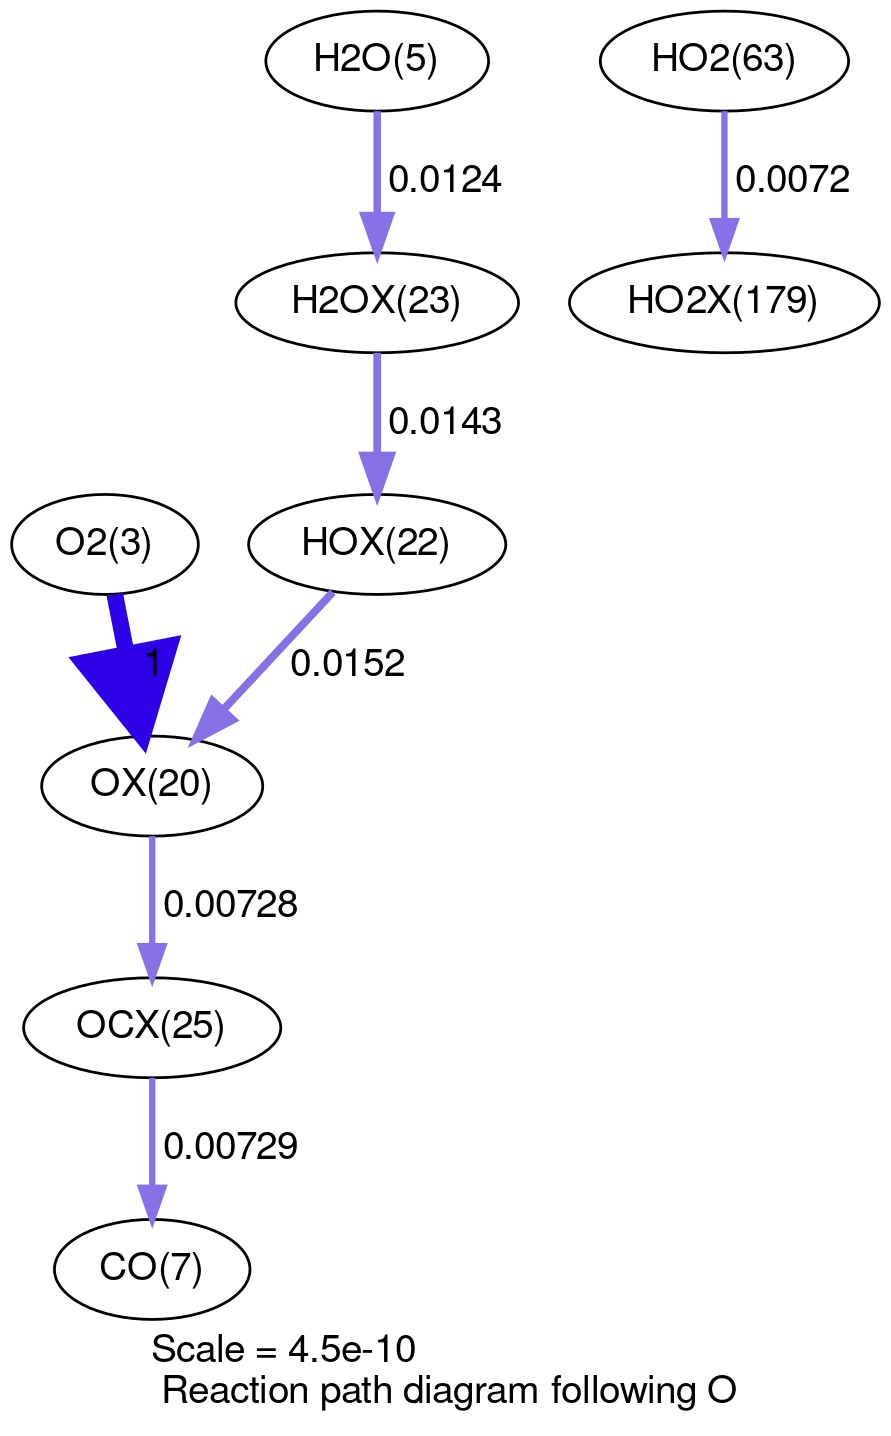 H2O(5)
HO2(63)
0.0124
0.0072
H2OX(23)
HO2X(179)
0.0143
O2(3)
HOX(22)
1
0.0152
OX(20)
0.00728
OCX(25)
0.00729
CO(7)
Scale = 4.5e-10
Reaction path diagram following O